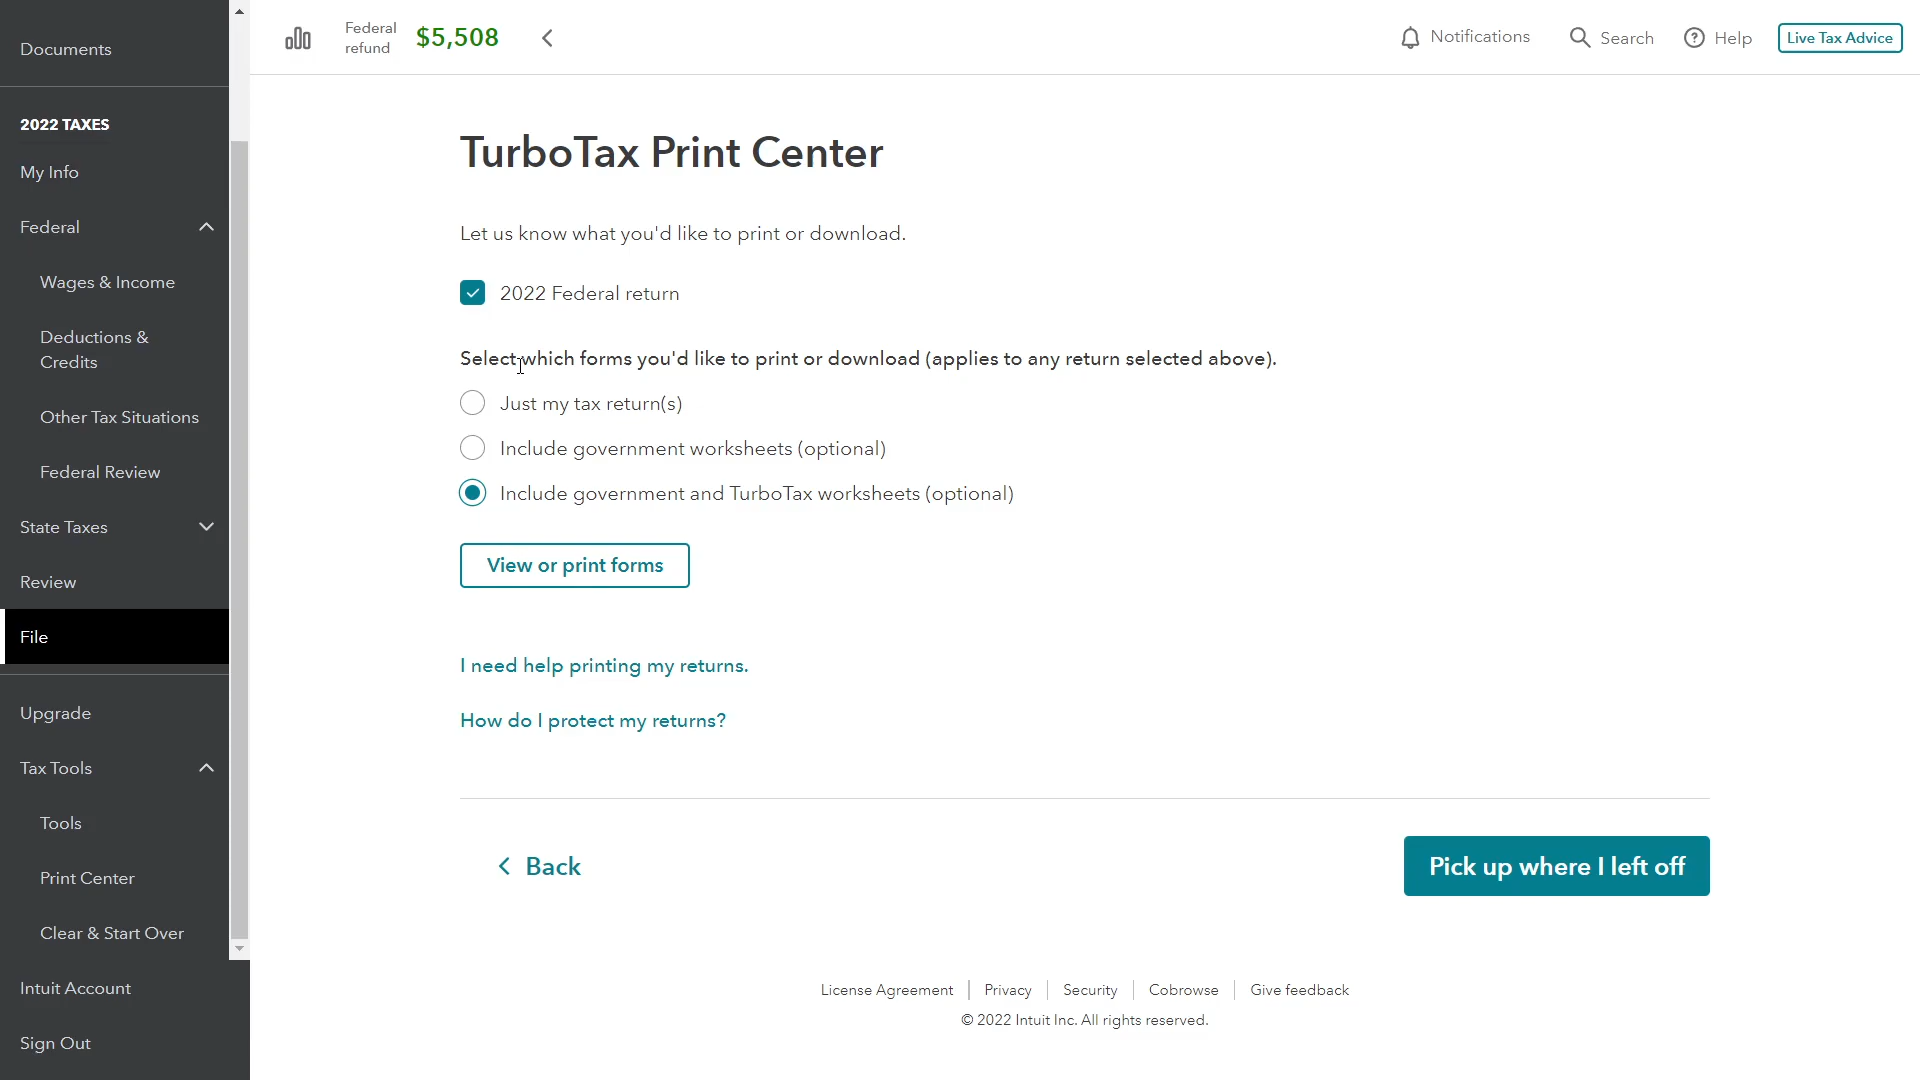 Documents
2022 TAXES
My Info
Federal
Wages & Income
Deductions &
Credits
Other Tax Situations
Federal Review
State Taxes
Review
File
Upgrade
Tax Tools
Tools
Print Center
Clear & Start Over
Intuit Account
Sign Out
Federal
refund
$5,508
Notifications
Search
Help
Live Tax Advice
TurboTax Print Center
Let us know what you'd like to print or download.
2022 Federal return
Select which forms you'd like to print or download (applies to any return selected above).
Just my tax return(s)
Include government worksheets (optional)
Include government and TurboTax worksheets (optional)
View or print forms
I need help printing my returns.
How do I protect my returns?
Back
Pick up where I left off
License Agreement | Privacy | Security | Cobrowse | Give feedback
© 2022 Intuit Inc. All rights reserved.